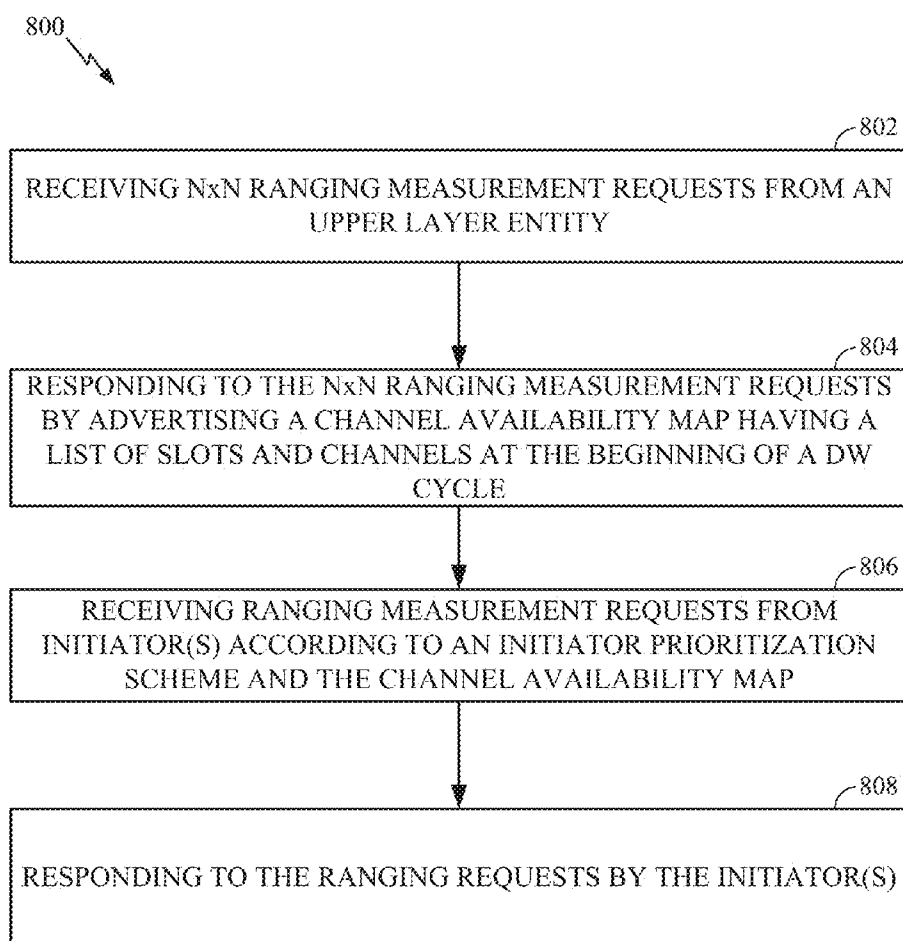 800
802
RECEIVING NxN RANGING MEASUREMENT REQUESTS FROM AN
UPPER LAYER ENTITY
804
RESPONDING TO THE NxN RANGING MEASUREMENT REQUESTS
BY ADVERTISING A CHANNEL AVAILABILITY MAP HAVING A
LIST OF SLOTS AND CHANNELS AT THE BEGINNING OF A DW
CYCLE
806
RECEIVING RANGING MEASUREMENT REQUESTS FROM
INITIATOR(S) ACCORDING TO AN INITIATOR PRIORITIZATION
SCHEME AND THE CHANNEL AVAILABILITY MAP
808
RESPONDING TO THE RANGING REQUESTS BY THE INITIATOR(S)